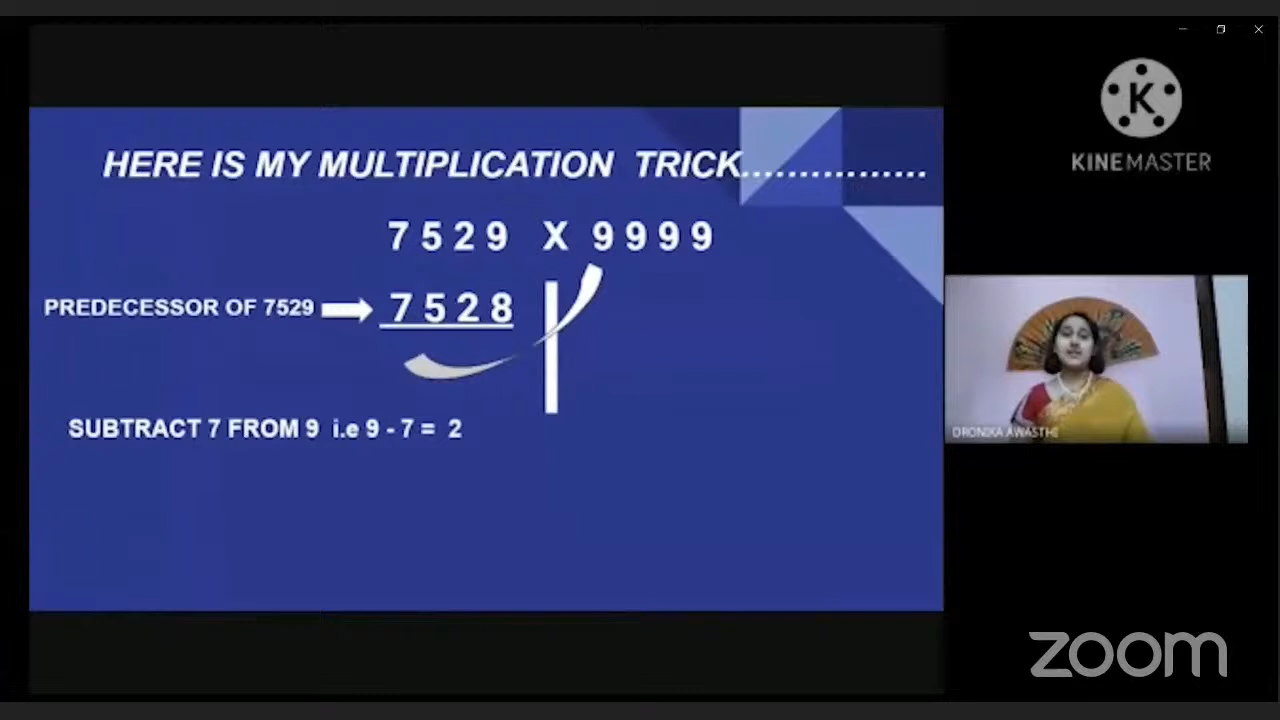 HERE IS MY MULTIPLICATION TRICK................
7 5 2 9 X 9 9 9 9
PREDECESSOR OF 7529 7 5 2 8
SUBTRACT 7 FROM 9 i.e 9 - 7 = 2
K
KINEMASTER
DRONIKA AWASTHI
zoom